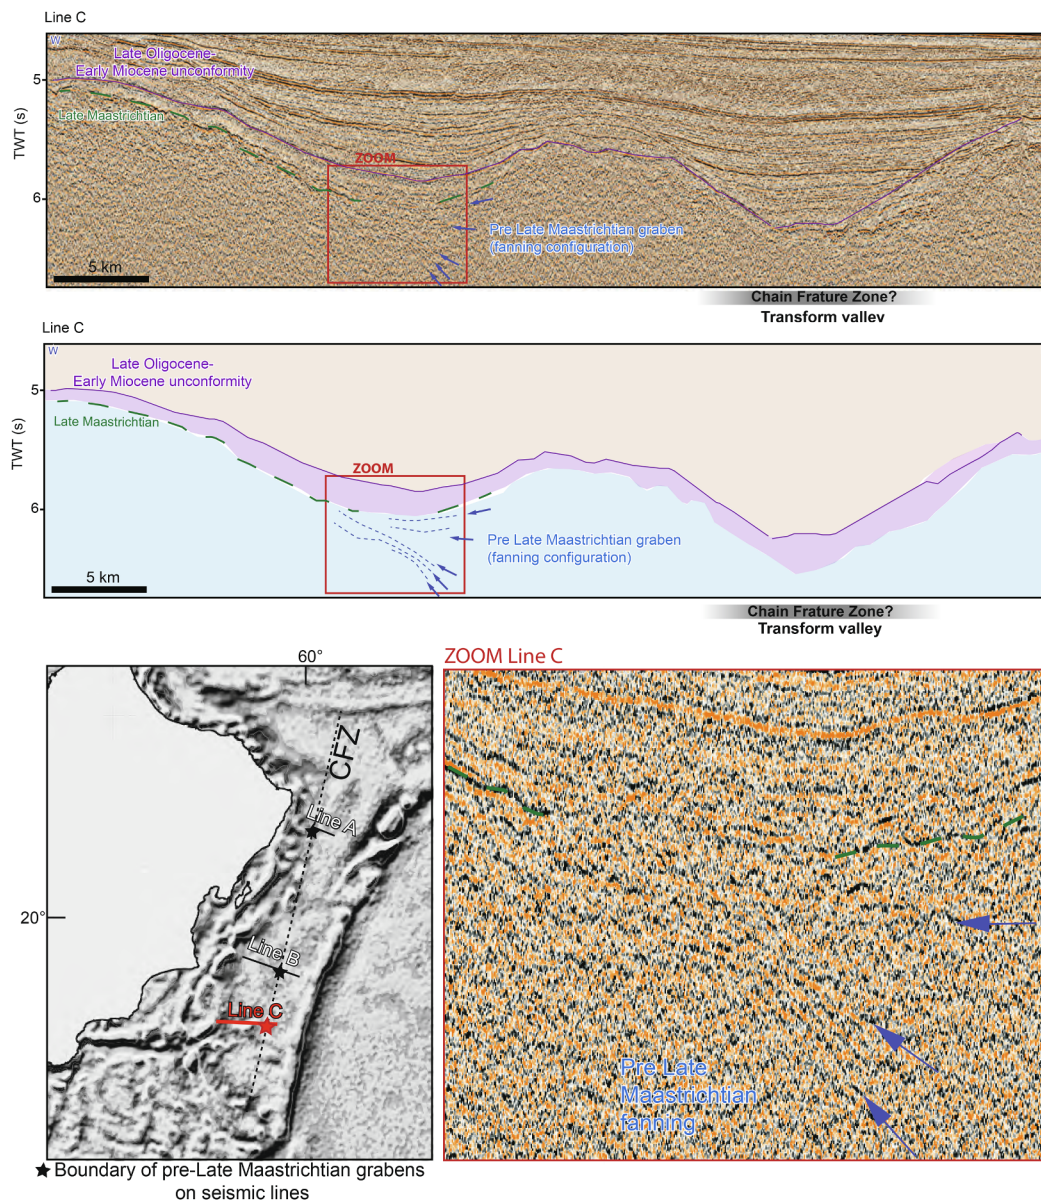 Line C
W
Late Oligocene-
Early Miocene unconformity
5
Late Maastrichtian
TWT (s)
ZOOM
6
Pre Late Maastrichtian graben
(fanning configuration)
5 km
Chain Frature Zone?
Transform valley
Line C
W
Late Oligocene-
Early Miocene unconformity
5
Late Maastrichtian
TWT (s)
ZOOM
6
Pre Late Maastrichtian graben
(fanning configuration)
5 km
Chain Frature Zone?
Transform valley
60°
CFZ
Line A
20°
Line B
Line C
★ Boundary of pre-Late Maastrichtian grabens
on seismic lines
ZOOM Line C
Pre Late
Maastrichtian
fanning